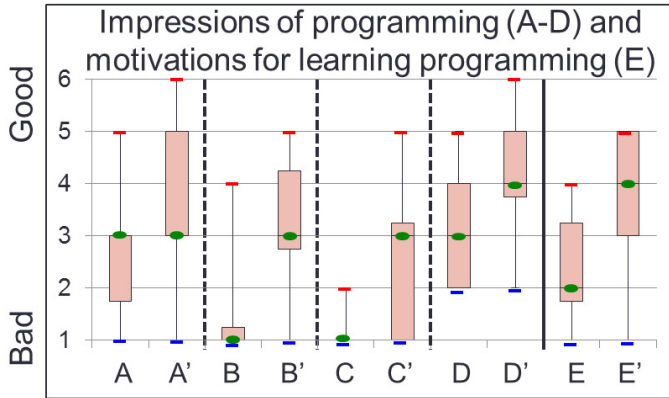 Impressions of programming (A-D) and
motivations for learning programming (E)
Good
Bad
6
5
4
3
2
1
A A' B B' C C' D D' E E'